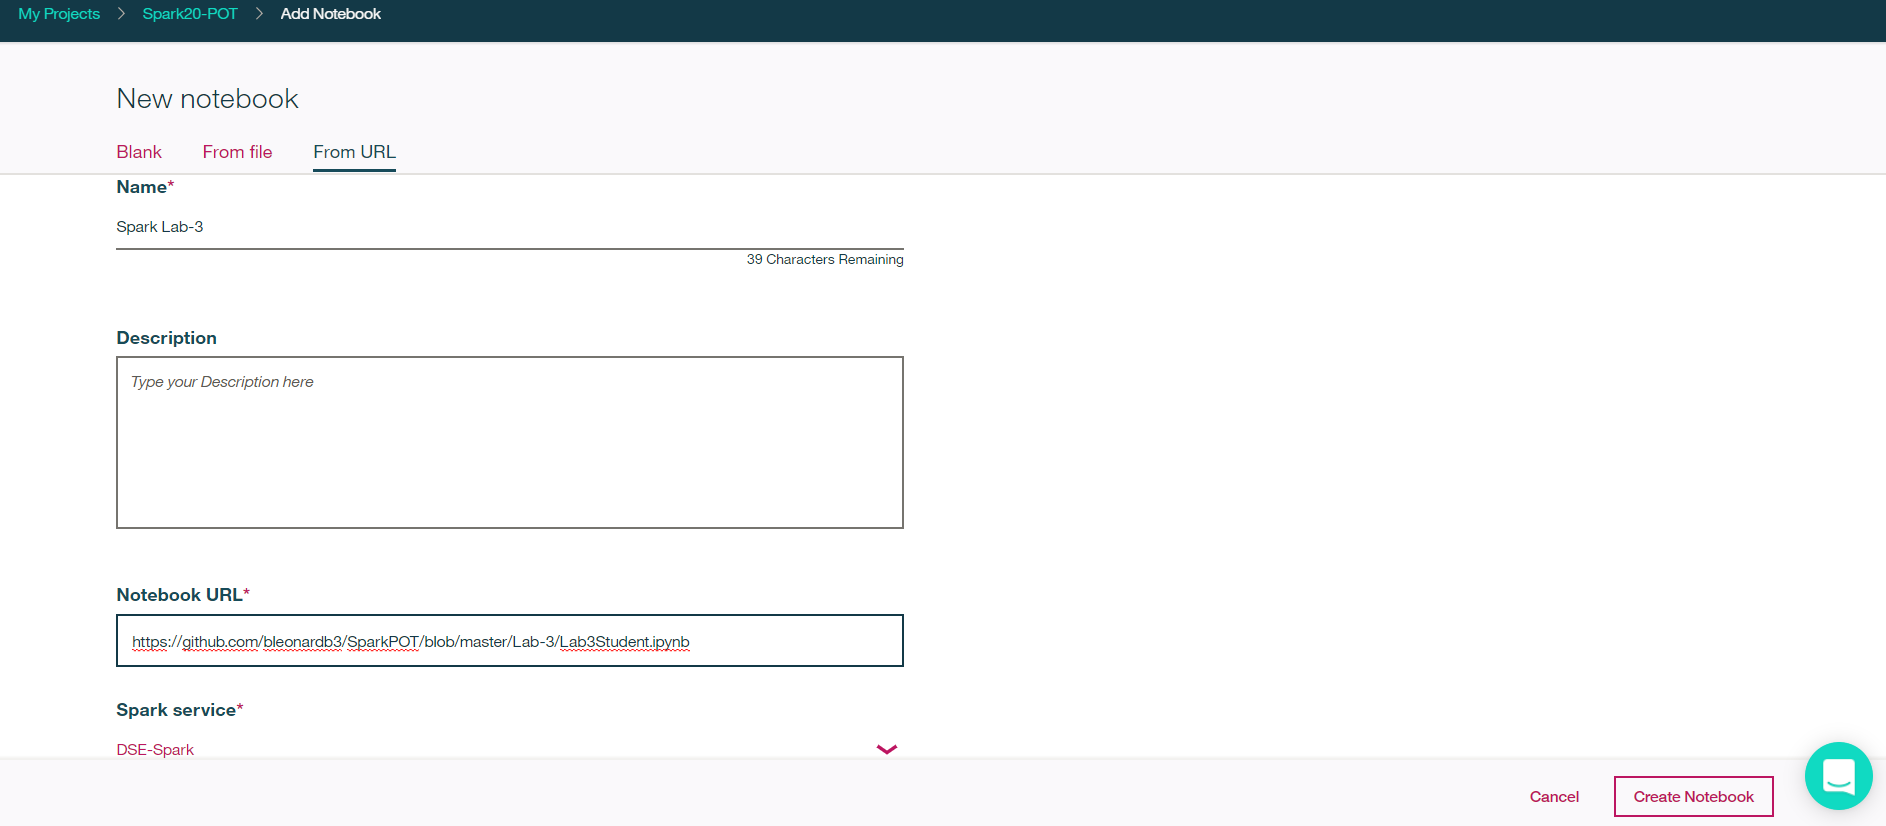 My Projects > Spark20-POT > Add Notebook
New notebook
Blank From file From URL
Name*
Spark Lab-3
39 Characters Remaining
Description
Type your Description here
Notebook URL*
https://github.com/bleonardb3/SparkPOT/blob/master/Lab-3/Lab3Student.ipynb
Spark service*
DSE-Spark
Cancel Create Notebook